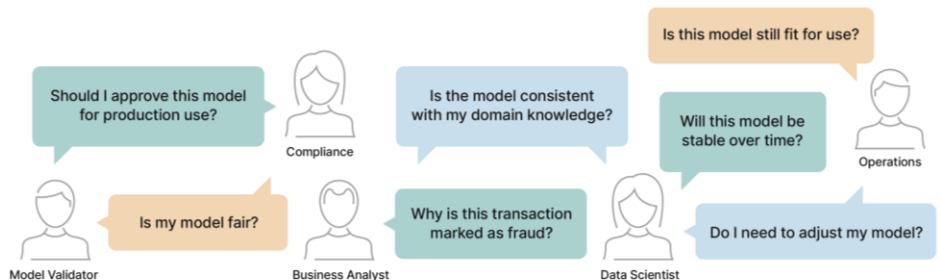 Is this model still fit for use?
Should I approve this model
for production use?
Compliance
Is the model consistent
with my domain knowledge?
Will this model be
stable over time?
Operations
Is my model fair?
Why is this transaction
marked as fraud?
Do I need to adjust my model?
Model Validator
Business Analyst
Data Scientist